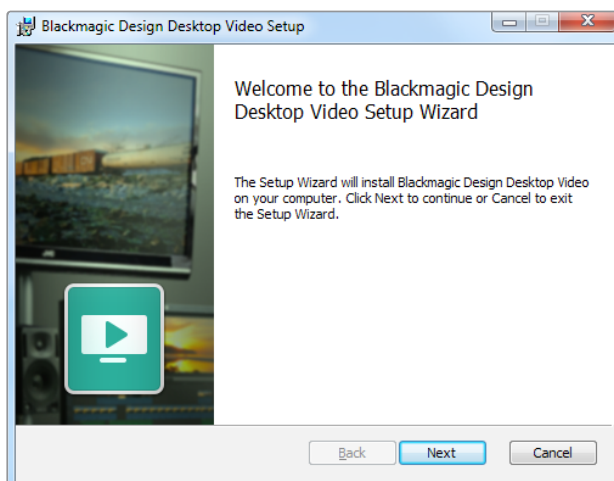 Blackmagic Design Desktop Video Setup
Welcome to the Blackmagic Design
Desktop Video Setup Wizard
The Setup Wizard will install Blackmagic Design Desktop Video
on your computer. Click Next to continue or Cancel to exit
the Setup Wizard.
Back
Next
Cancel